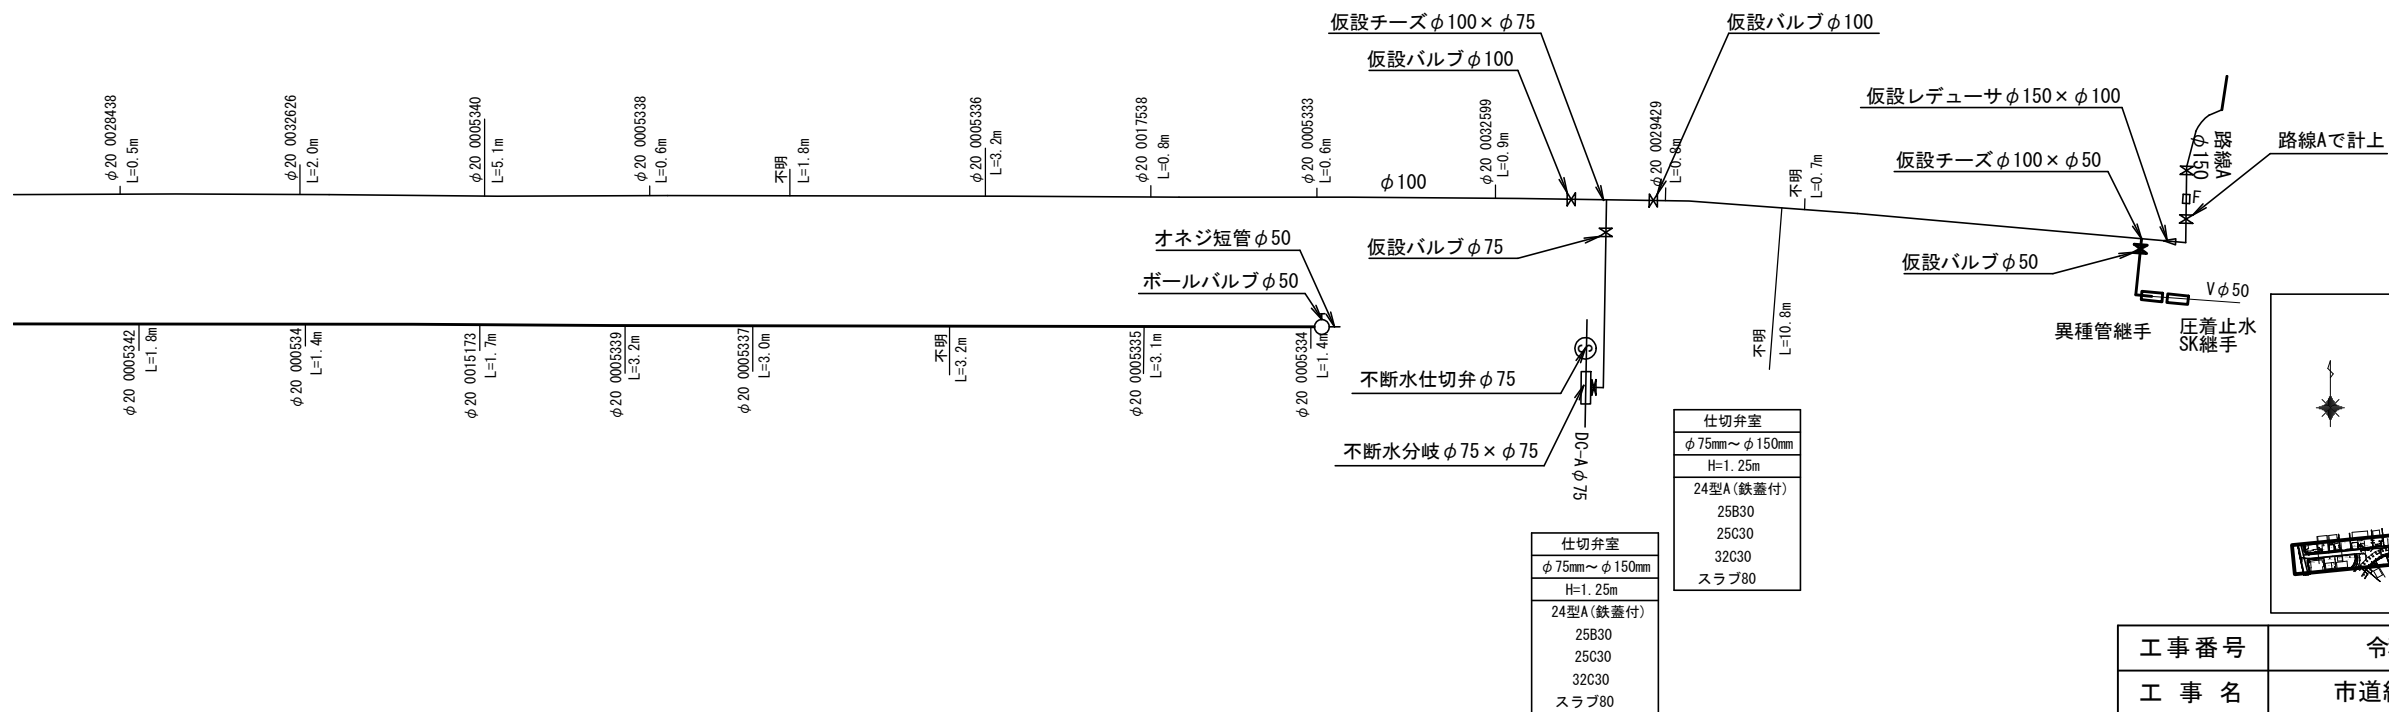 仮設チーズφ100×φ75
仮設バルブφ100
仮設バルブφ100
仮設レデューサφ150×φ100
仮設チーズφ100×φ50
路線A
φ150
路線Aで計上
F
φ20 0028438
L=0.5m
φ20 0032626
L=2.0m
φ20 0005340
L=5.1m
φ20 0005338
L=0.6m
不明
L=1.8m
φ20 0005336
L=3.2m
φ20 0017538
L=0.8m
φ20 0005333
L=0.6m
φ20 0032599
L=0.9m
φ20 0029429
L=0.8m
不明
L=0.7m
φ100
オネジ短管φ50
ボールバルブφ50
仮設バルブφ75
仮設バルブφ50
Vφ50
異種管継手
圧着止水
SK継手
φ20 0005342
L=1.8m
φ20 000534
L=1.4m
φ20 0015173
L=1.7m
φ20 0005339
L=3.2m
φ20 0005337
L=3.0m
不明
L=3.2m
φ20 0005335
L=3.1m
φ20 0005334
L=1.4m
不明
L=10.8m
S
不断水仕切弁φ75
不断水分岐φ75×φ75
DC-Aφ75
仕切弁室
φ75mm～φ150mm
H=1.25m
24型A(鉄蓋付)
25B30
25C30
32C30
スラブ80
仕切弁室
φ75mm～φ150mm
H=1.25m
24型A(鉄蓋付)
25B30
25C30
32C30
スラブ80
工事番号
工事名
市道